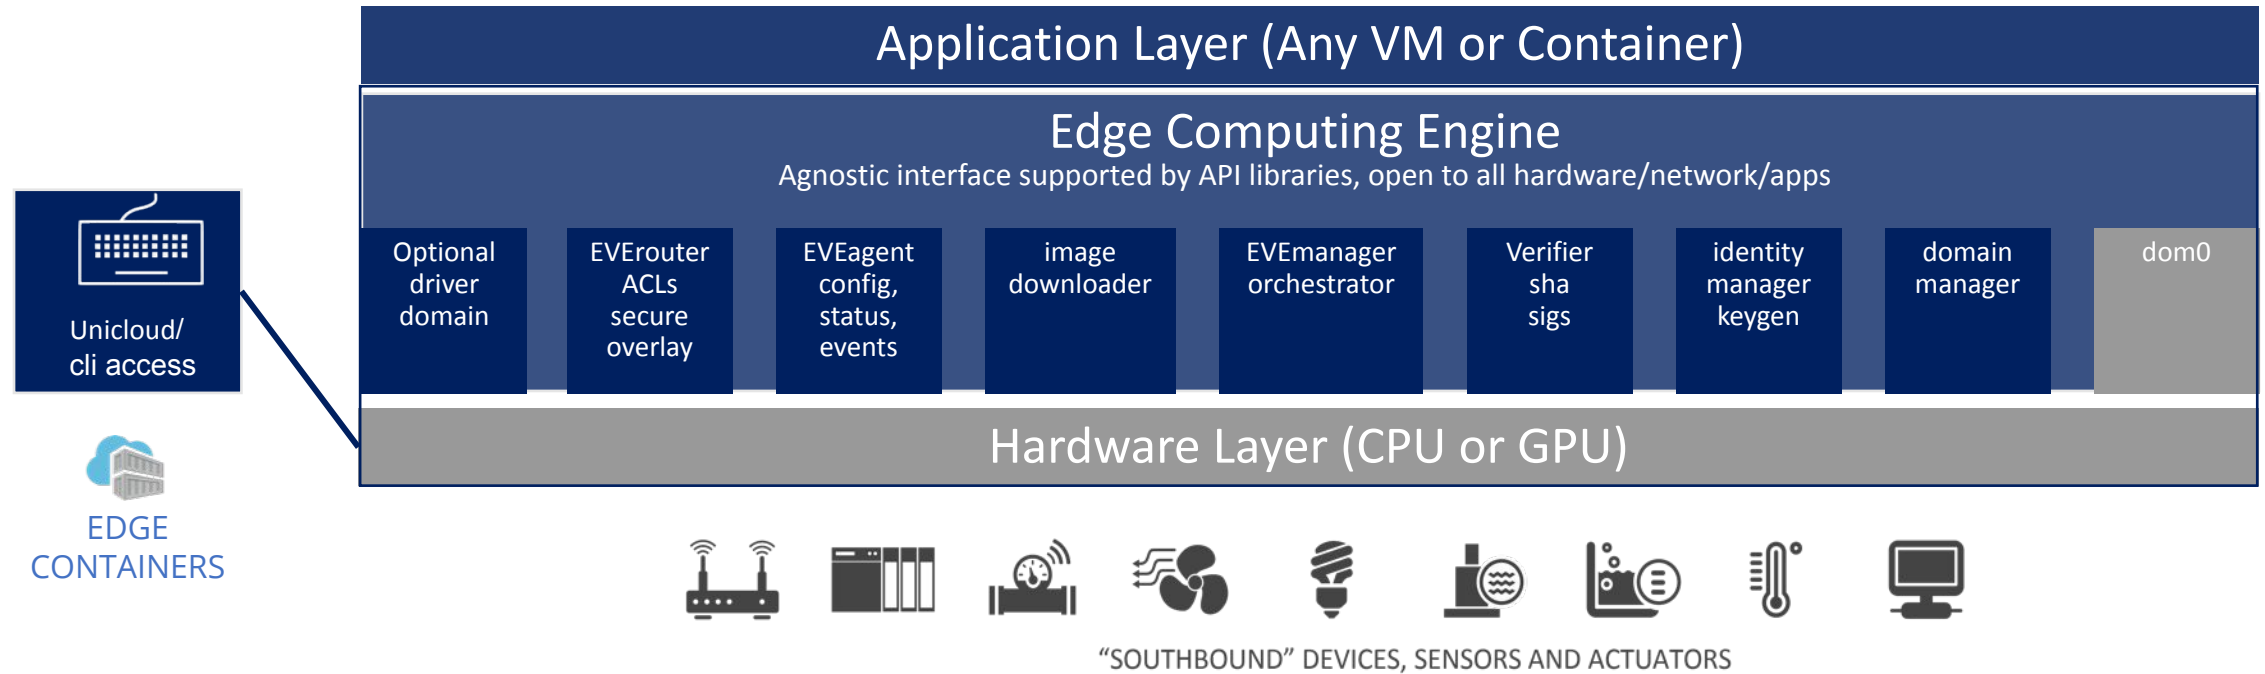 Application Layer (Any VM or Container)
Edge Computing Engine
Agnostic interface supported by API libraries, open to all hardware/network/apps
Optional
driver
domain
EVErouter
ACLs
secure
overlay
EVEagent
config,
status,
events
image
downloader
EVEmanager
orchestrator
Verifier
sha
sigs
identity
manager
keygen
domain
manager
dom0
Hardware Layer (CPU or GPU)
Unicloud/
cli access
EDGE
CONTAINERS
“SOUTHBOUND” DEVICES, SENSORS AND ACTUATORS